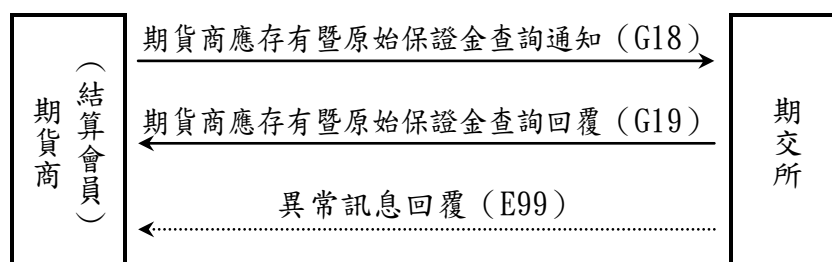 期貨商
（結算會員）
期貨商應存有暨原始保證金查詢通知（G18）
期貨商應存有暨原始保證金查詢回覆（G19）
異常訊息回覆（E99）
期交所